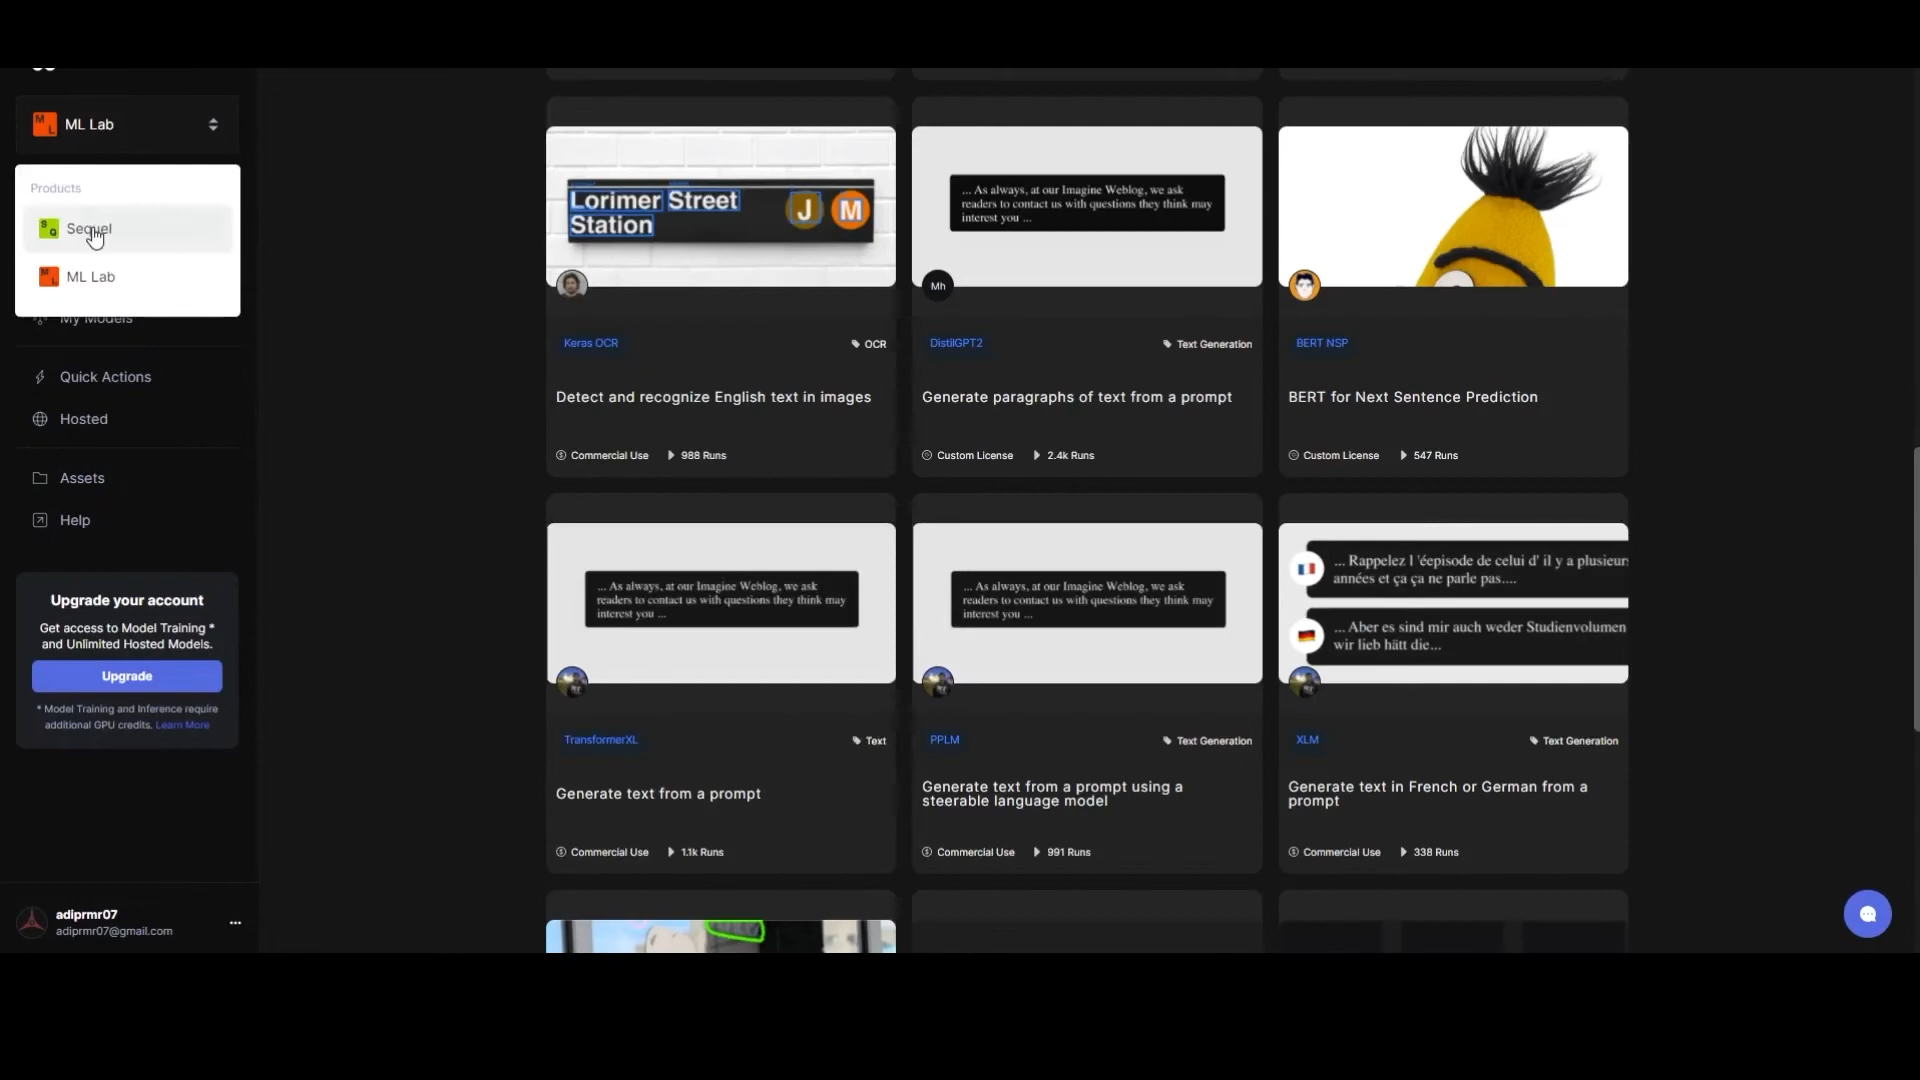 M L ML Lab
Products
S Q Sequel
M L ML Lab
My Models
Quick Actions
Hosted
Assets
Help
Upgrade your account
Get access to Model Training *
and Unlimited Hosted Models.
Upgrade
* Model Training and Inference require
additional GPU credits. Learn More
adiprmr07
adiprmr07@gmail.com
Lorimer Street
Station
J M
Keras OCR
OCR
Detect and recognize English text in images
Commercial Use 988 Runs
... As always, at our Imagine Weblog, we ask
readers to contact us with questions they think may
interest you ...
Mh
DistilGPT2
Text Generation
Generate paragraphs of text from a prompt
Custom License 2.4k Runs
BERT NSP
BERT for Next Sentence Prediction
Custom License 547 Runs
... As always, at our Imagine Weblog, we ask
readers to contact us with questions they think may
interest you ...
TransformerXL
Text
Generate text from a prompt
Commercial Use 1.1k Runs
... As always, at our Imagine Weblog, we ask
readers to contact us with questions they think may
interest you ...
PPLM
Text Generation
Generate text from a prompt using a
steerable language model
Commercial Use 991 Runs
... Rappelez l 'éepisode de celui d' il y a plusieurs
années et ça ça ne parle pas....
... Aber es sind mir auch weder Studienvolumen
wir lieb hätt die...
XLM
Text Generation
Generate text in French or German from a
prompt
Commercial Use 338 Runs